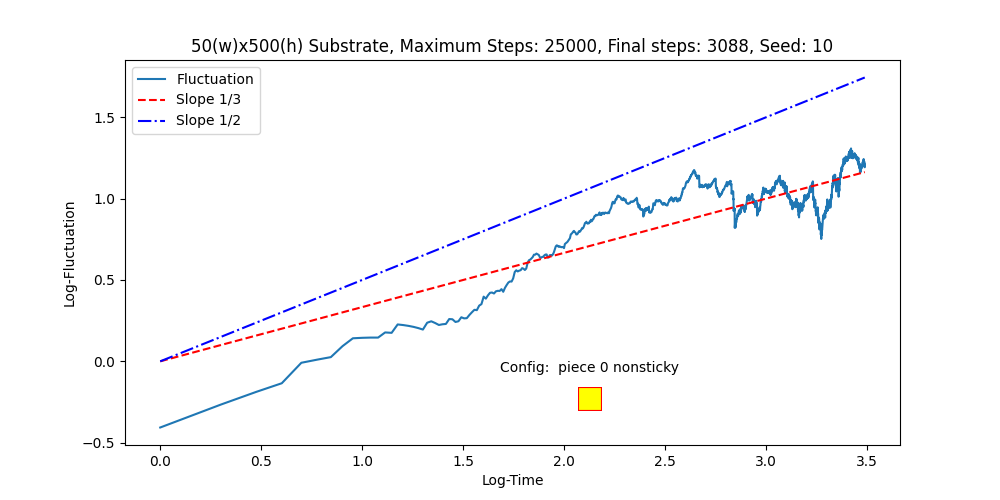 50(w)x500(h) Substrate, Maximum Steps: 25000, Final steps: 3088, Seed: 10
Fluctuation
Slope 1/3
Slope 1/2
Log-Fluctuation
1.5
1.0
0.5
0.0
−0.5
Config:  piece 0 nonsticky
0.0 0.5 1.0 1.5 2.0 2.5 3.0 3.5
Log-Time